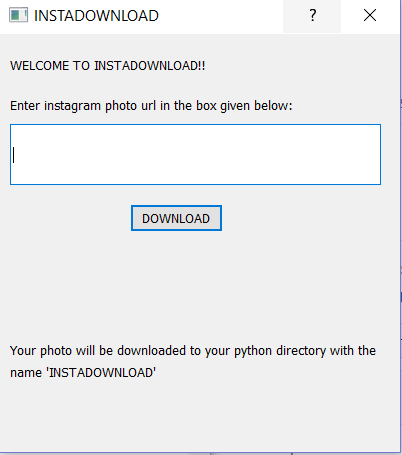 INSTADOWNLOAD ?
WELCOME TO INSTADOWNLOAD!!
Enter instagram photo url in the box given below:
DOWNLOAD
Your photo will be downloaded to your python directory with the
name 'INSTADOWNLOAD'